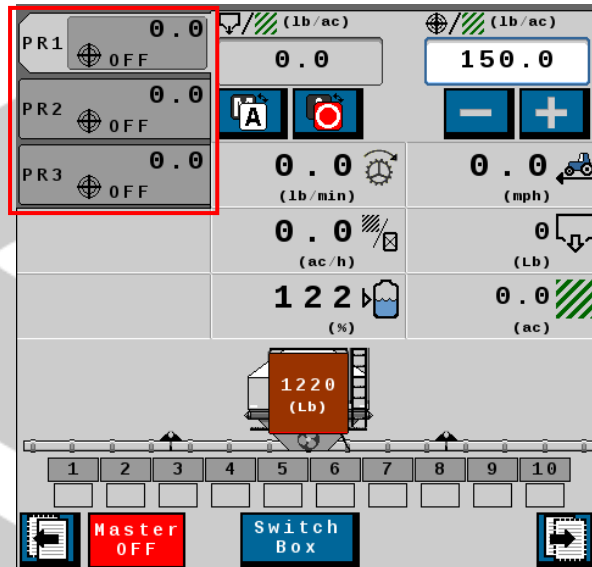 PR1 0.0
OFF
PR2 0.0
OFF
PR3 0.0
OFF
(lb/ac)
0.0
A
(lb/ac)
150.0
− +
0.0
(lb/min)
0.0
(mph)
0.0
(ac/h)
0
(Lb)
122
(%)
0.0
(ac)
1220
(Lb)
1 2 3 4 5 6 7 8 9 10
Master
OFF
Switch
Box